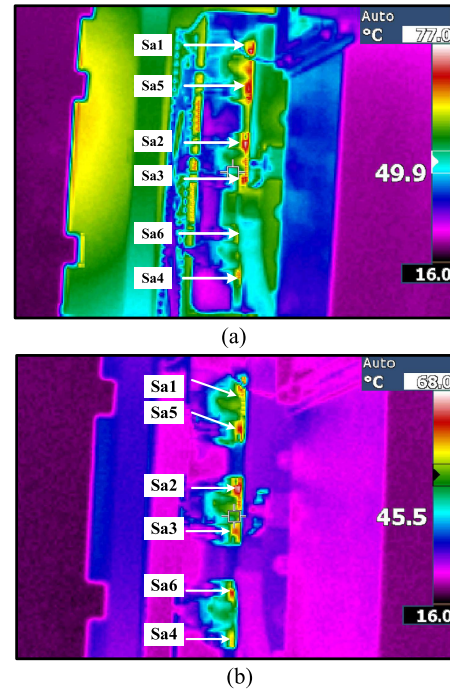 Auto
°C 77.0
Sa1
Sa5
Sa2
Sa3
49.9
Sa6
Sa4
16.0
(a)
Auto
°C 68.0
Sa1
Sa5
Sa2
45.5
Sa3
Sa6
Sa4
16.0
(b)